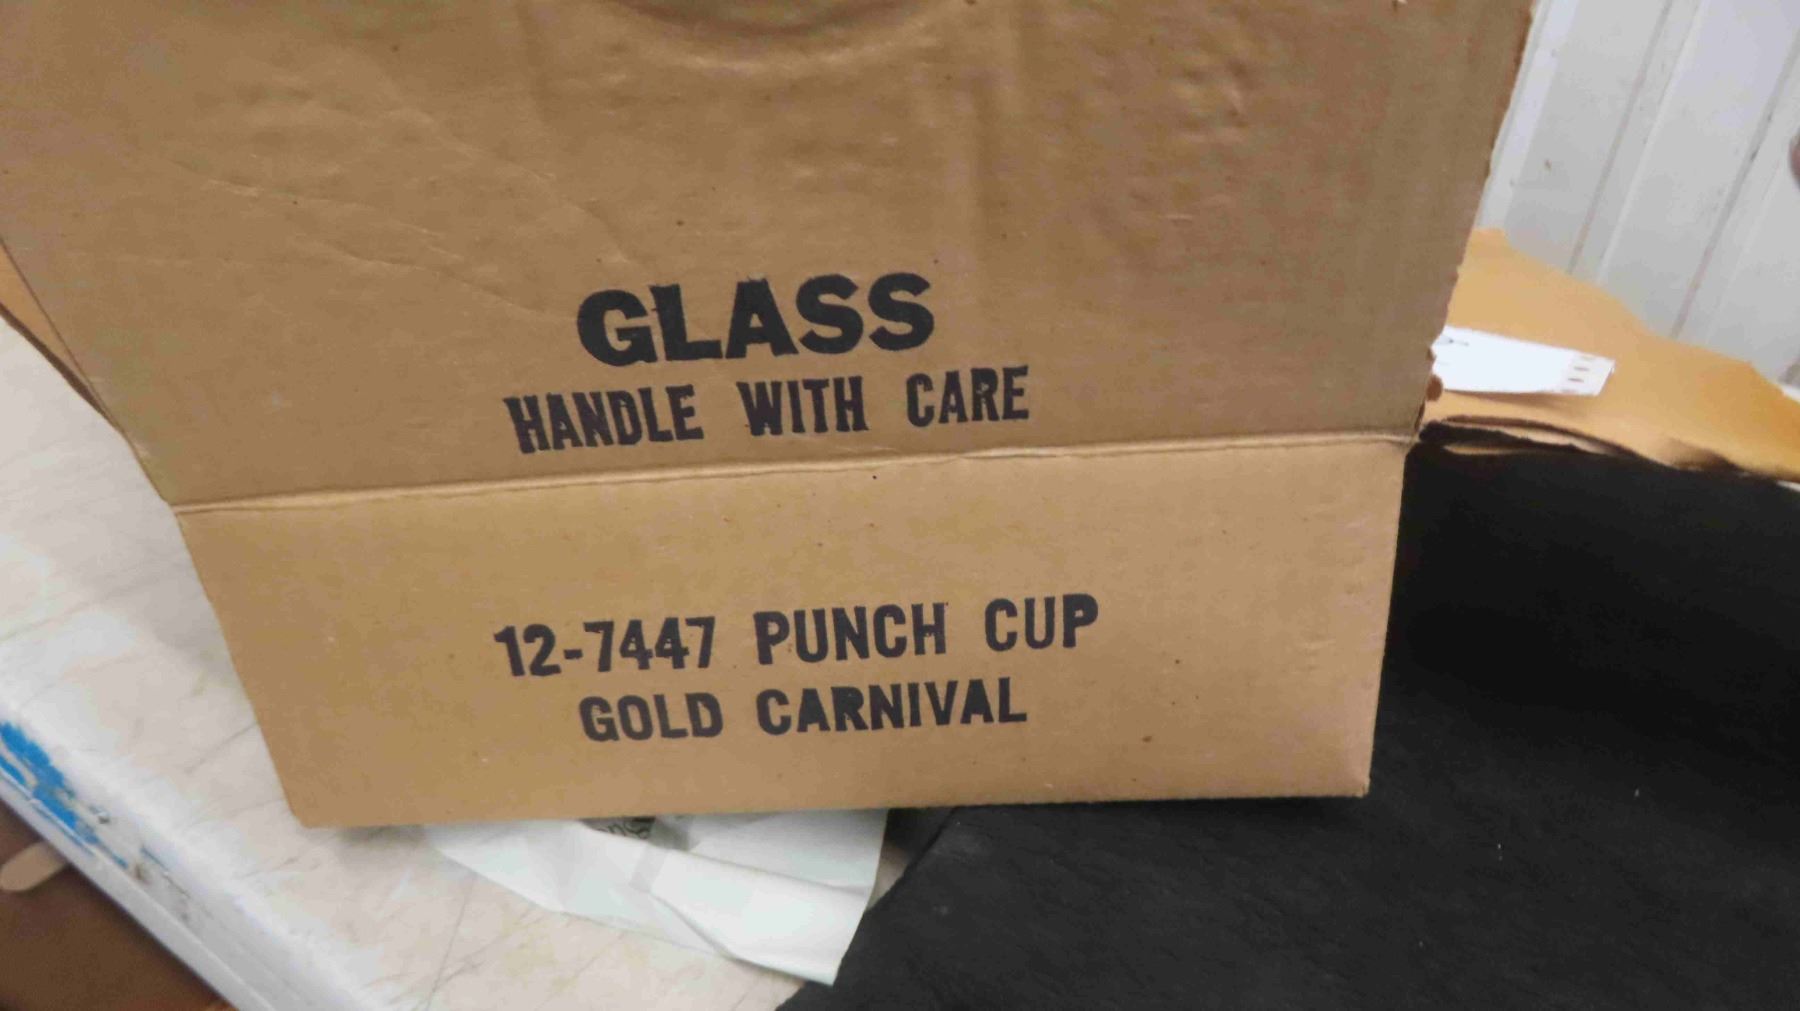 GLASS
HANDLE WITH CARE
12-7447 PUNCH CUP
GOLD CARNIVAL